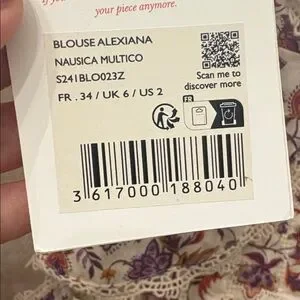 your piece anymore.
BLOUSE ALEXIANA
NAUSICA MULTICO
S241BLO023Z
FR . 34 / UK 6 / US 2
Scan me to
discover more
FR
3 617000 188040